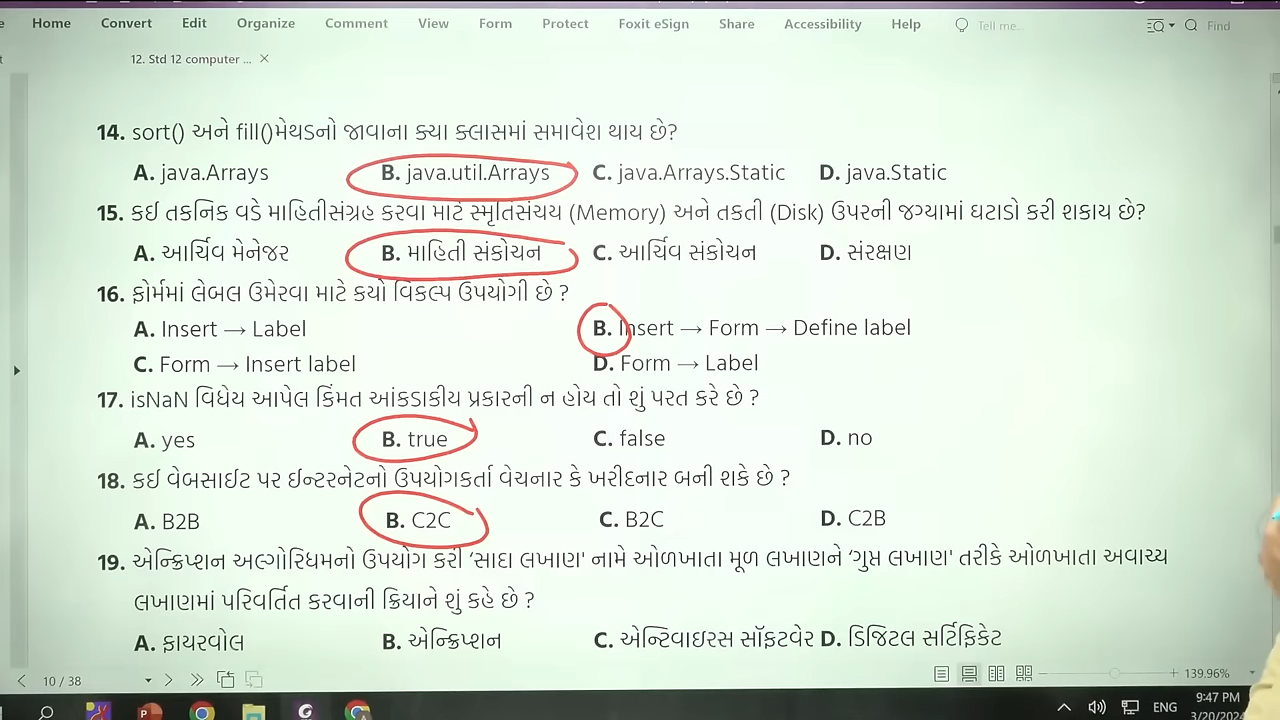 Home Convert Edit Organize Comment View Form Protect Foxit eSign Share Accessibility Help Tell me... Find
12. Std 12 computer ...
14. sort() અને fill()મેથડનો જાવાના ક્યા ક્લાસમાં સમાવેશ થાય છે?
A. java.Arrays B. java.util.Arrays C. java.Arrays.Static D. java.Static
15. કઈ તકનિક વડે માહિતીસંગ્રહ કરવા માટે સ્મૃતિસંચય (Memory) અને તકતી (Disk) ઉપરની જગ્યામાં ઘટાડો કરી શકાય છે?
A. આર્ચિવ મેનેજર B. માહિતી સંકોચન C. આર્ચિવ સંકોચન D. સંરક્ષણ
16. ફોર્મમાં લેબલ ઉમેરવા માટે કયો વિકલ્પ ઉપયોગી છે ?
A. Insert → Label B. Insert → Form → Define label
C. Form → Insert label D. Form → Label
17. isNaN વિધેય આપેલ કિંમત આંકડાકીય પ્રકારની ન હોય તો શું પરત કરે છે ?
A. yes B. true C. false D. no
18. કઈ વેબસાઈટ પર ઈન્ટરનેટનો ઉપયોગકર્તા વેચનાર કે ખરીદનાર બની શકે છે ?
A. B2B B. C2C C. B2C D. C2B
19. એન્ક્રિપ્શન અલ્ગોરિધમનો ઉપયોગ કરી ‘સાદા લખાણ' નામે ઓળખાતા મૂળ લખાણને ‘ગુપ્ત લખાણ' તરીકે ઓળખાતા અવાચ્ય
લખાણમાં પરિવર્તિત કરવાની ક્રિયાને શું કહે છે ?
A. ફાયરવોલ B. એન્ક્રિપ્શન C. એન્ટિવાઇરસ સૉફ્ટવેર D. ડિજિટલ સર્ટિફિકેટ
10 / 38 139.96%
ENG 9:47 PM
3/20/2024